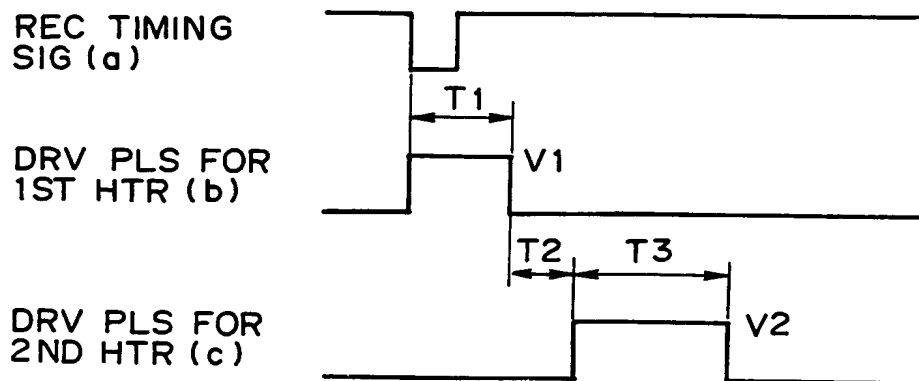 REC TIMING
SIG (a)
T1
DRV PLS FOR
1ST HTR (b)
V1
T2
T3
DRV PLS FOR
2ND HTR (c)
V2